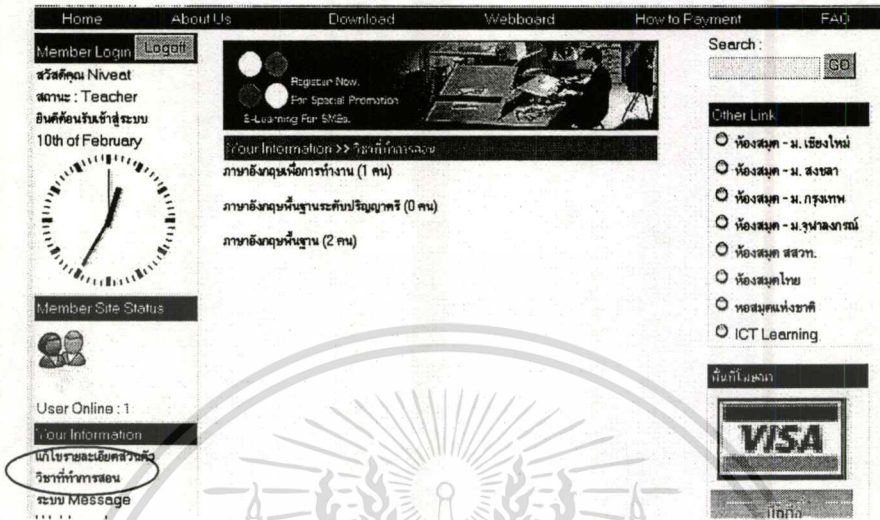 Home About Us Download Webboard How to Payment FAQ
Member Login Logoff
สวัสดีคุณ Niveat
สถานะ : Teacher
ยินดีต้อนรับเข้าสู่ระบบ
10th of February
Member Site Status
User Online : 1
Your Information
แก้ไขรายละเอียดส่วนตัว
วิชาที่ทำการสอน
ระบบ Message
Register Now.
For Special Promotion
E-Learning For SMEs.
Your Information >> วิชาที่ทำการสอน
ภาษาอังกฤษเพื่อการทำงาน (1 คน)
ภาษาอังกฤษพื้นฐานระดับปริญญาตรี (0 คน)
ภาษาอังกฤษพื้นฐาน (2 คน)
Search :
GO
Other Link
ห้องสมุด - ม. เชียงใหม่
ห้องสมุด - ม. สงขลา
ห้องสมุด - ม. กรุงเทพ
ห้องสมุด - ม.จุฬาลงกรณ์
ห้องสมุด สสวท.
ห้องสมุดไทย
หอสมุดแห่งชาติ
ICT Learning
พื้นที่โฆษณา
VISA